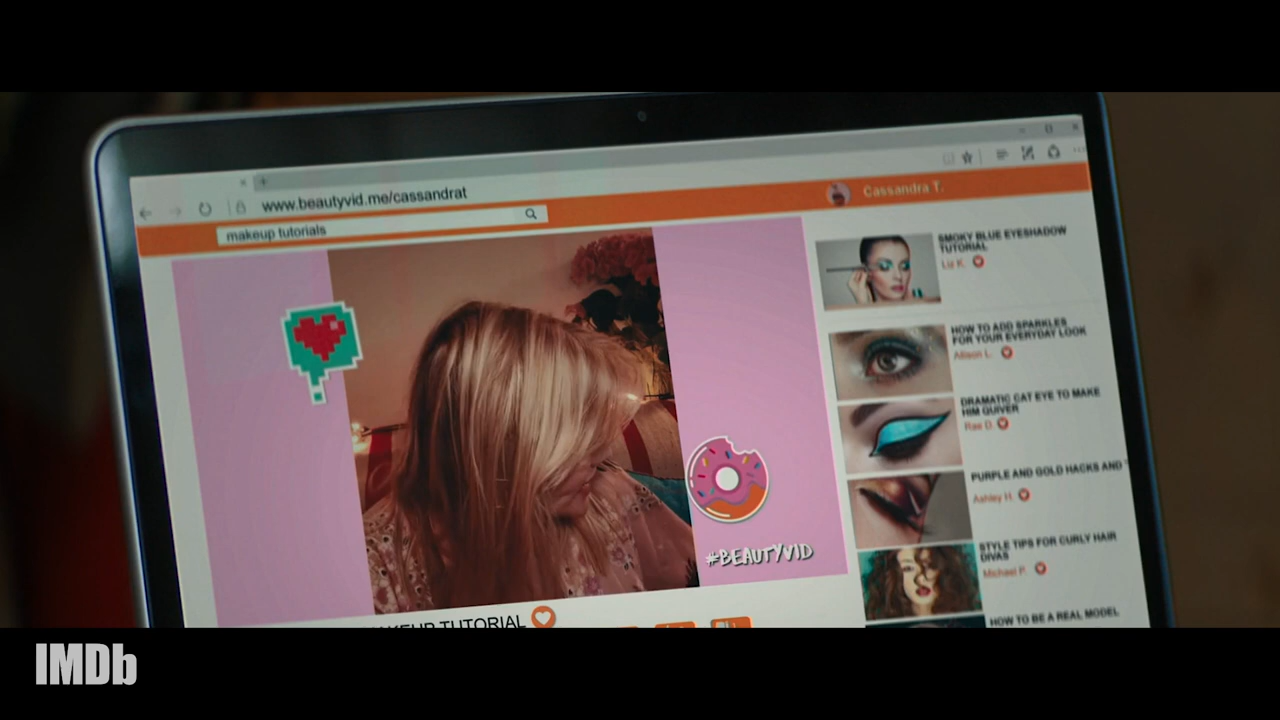 www.beautyvid.me/cassandrat
Cassandra T.
makeup tutorials
#BEAUTYVID
TUTORIAL
SMOKY BLUE EYESHADOW
TUTORIAL
Liz K.
HOW TO ADD SPARKLES
FOR YOUR EVERYDAY LOOK
Allison L.
DRAMATIC CAT EYE TO MAKE
HIM QUIVER
Rae D.
PURPLE AND GOLD HACKS AND
Ashley H.
STYLE TIPS FOR CURLY HAIR
DIVAS
Michael P.
HOW TO BE A REAL MODEL
IMDb